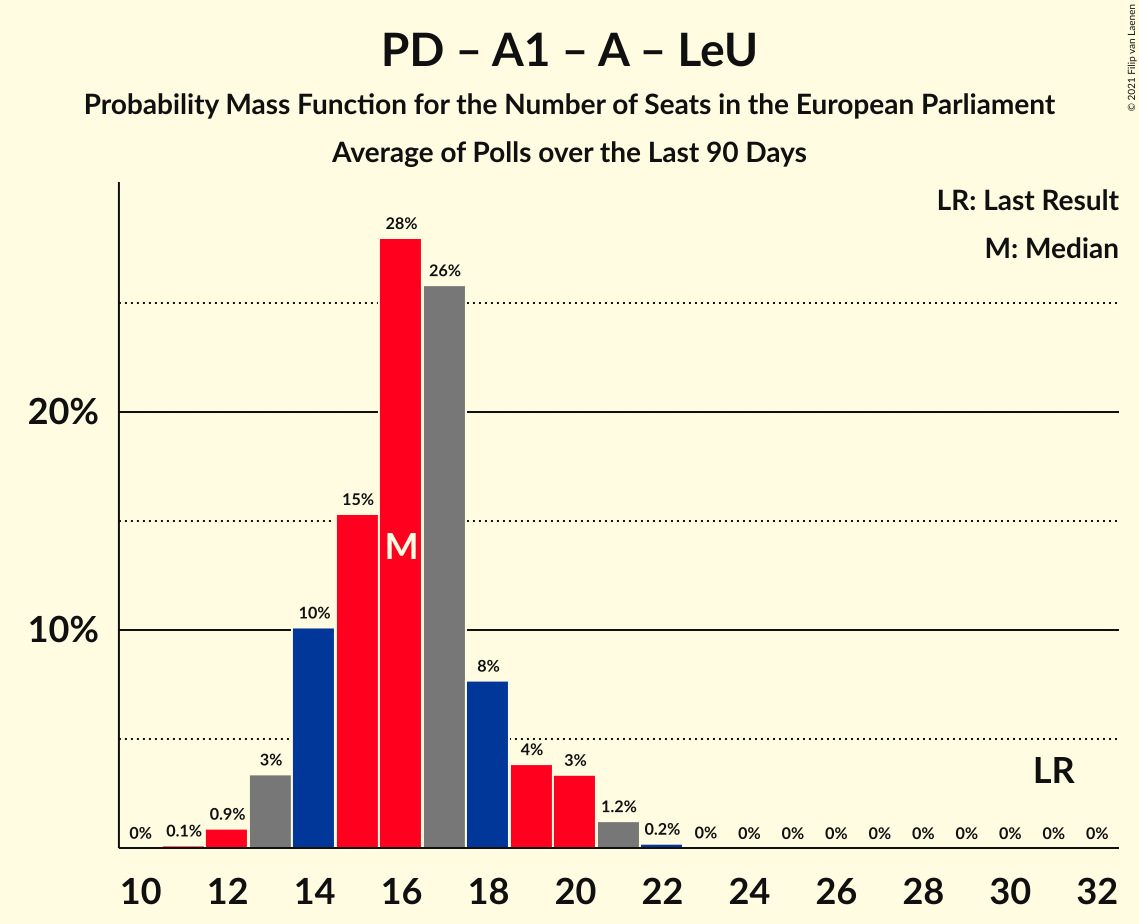 PD – A1 – A – LeU
Probability Mass Function for the Number of Seats in the European Parliament
Average of Polls over the Last 90 Days
© 2021 Filip van Laenen
LR: Last Result
M: Median
28%
26%
20%
15%
M
10%
10%
8%
4%
3%
3%
LR
1.2%
0.9%
0% 0.1% 0.2% 0% 0% 0% 0% 0% 0% 0% 0% 0% 0%
10 12 14 16 18 20 22 24 26 28 30 32